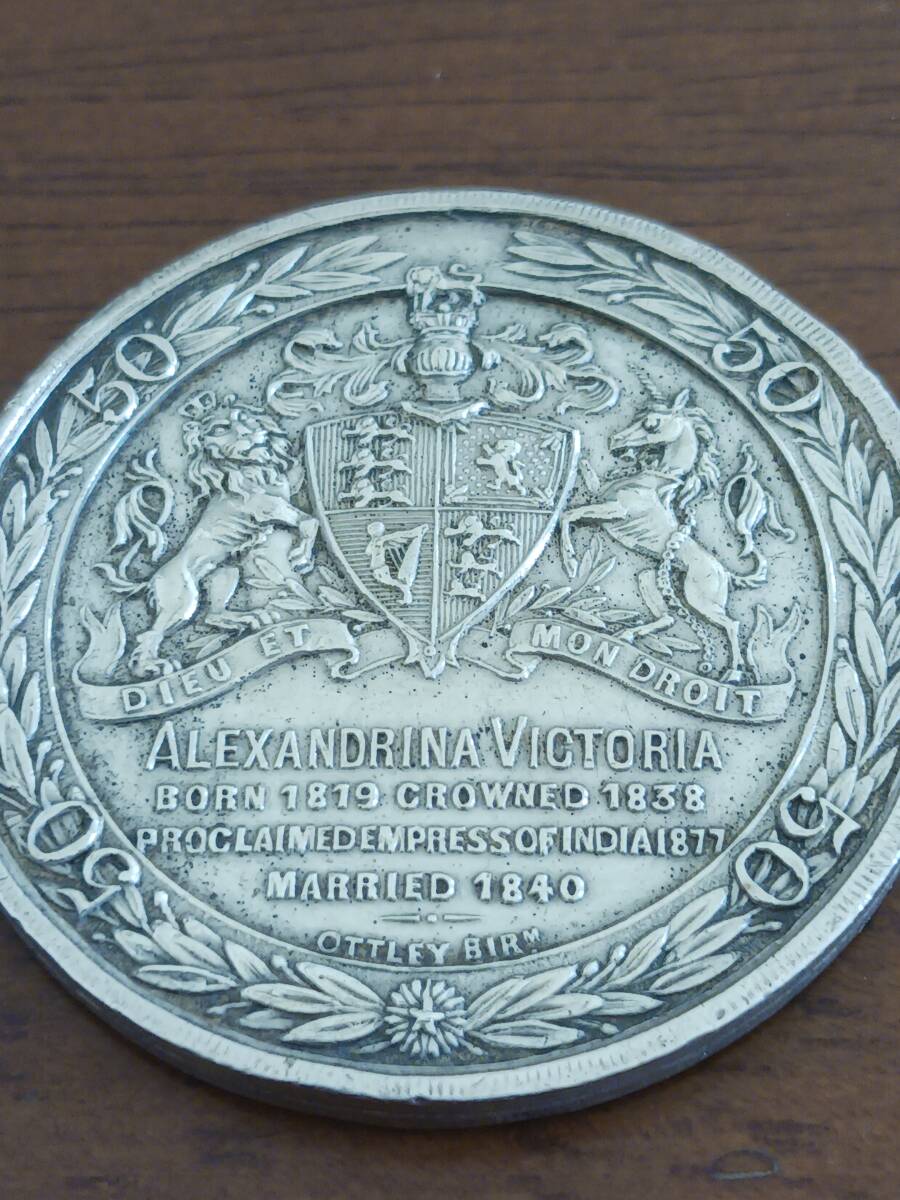 50
50
DIEU ET
MON DROIT
ALEXANDRINA VICTORIA
BORN 1819 CROWNED 1838
PROCLAIMED EMPRESS OF INDIA 1877
MARRIED 1840
50
50
OTTLEY BIRM